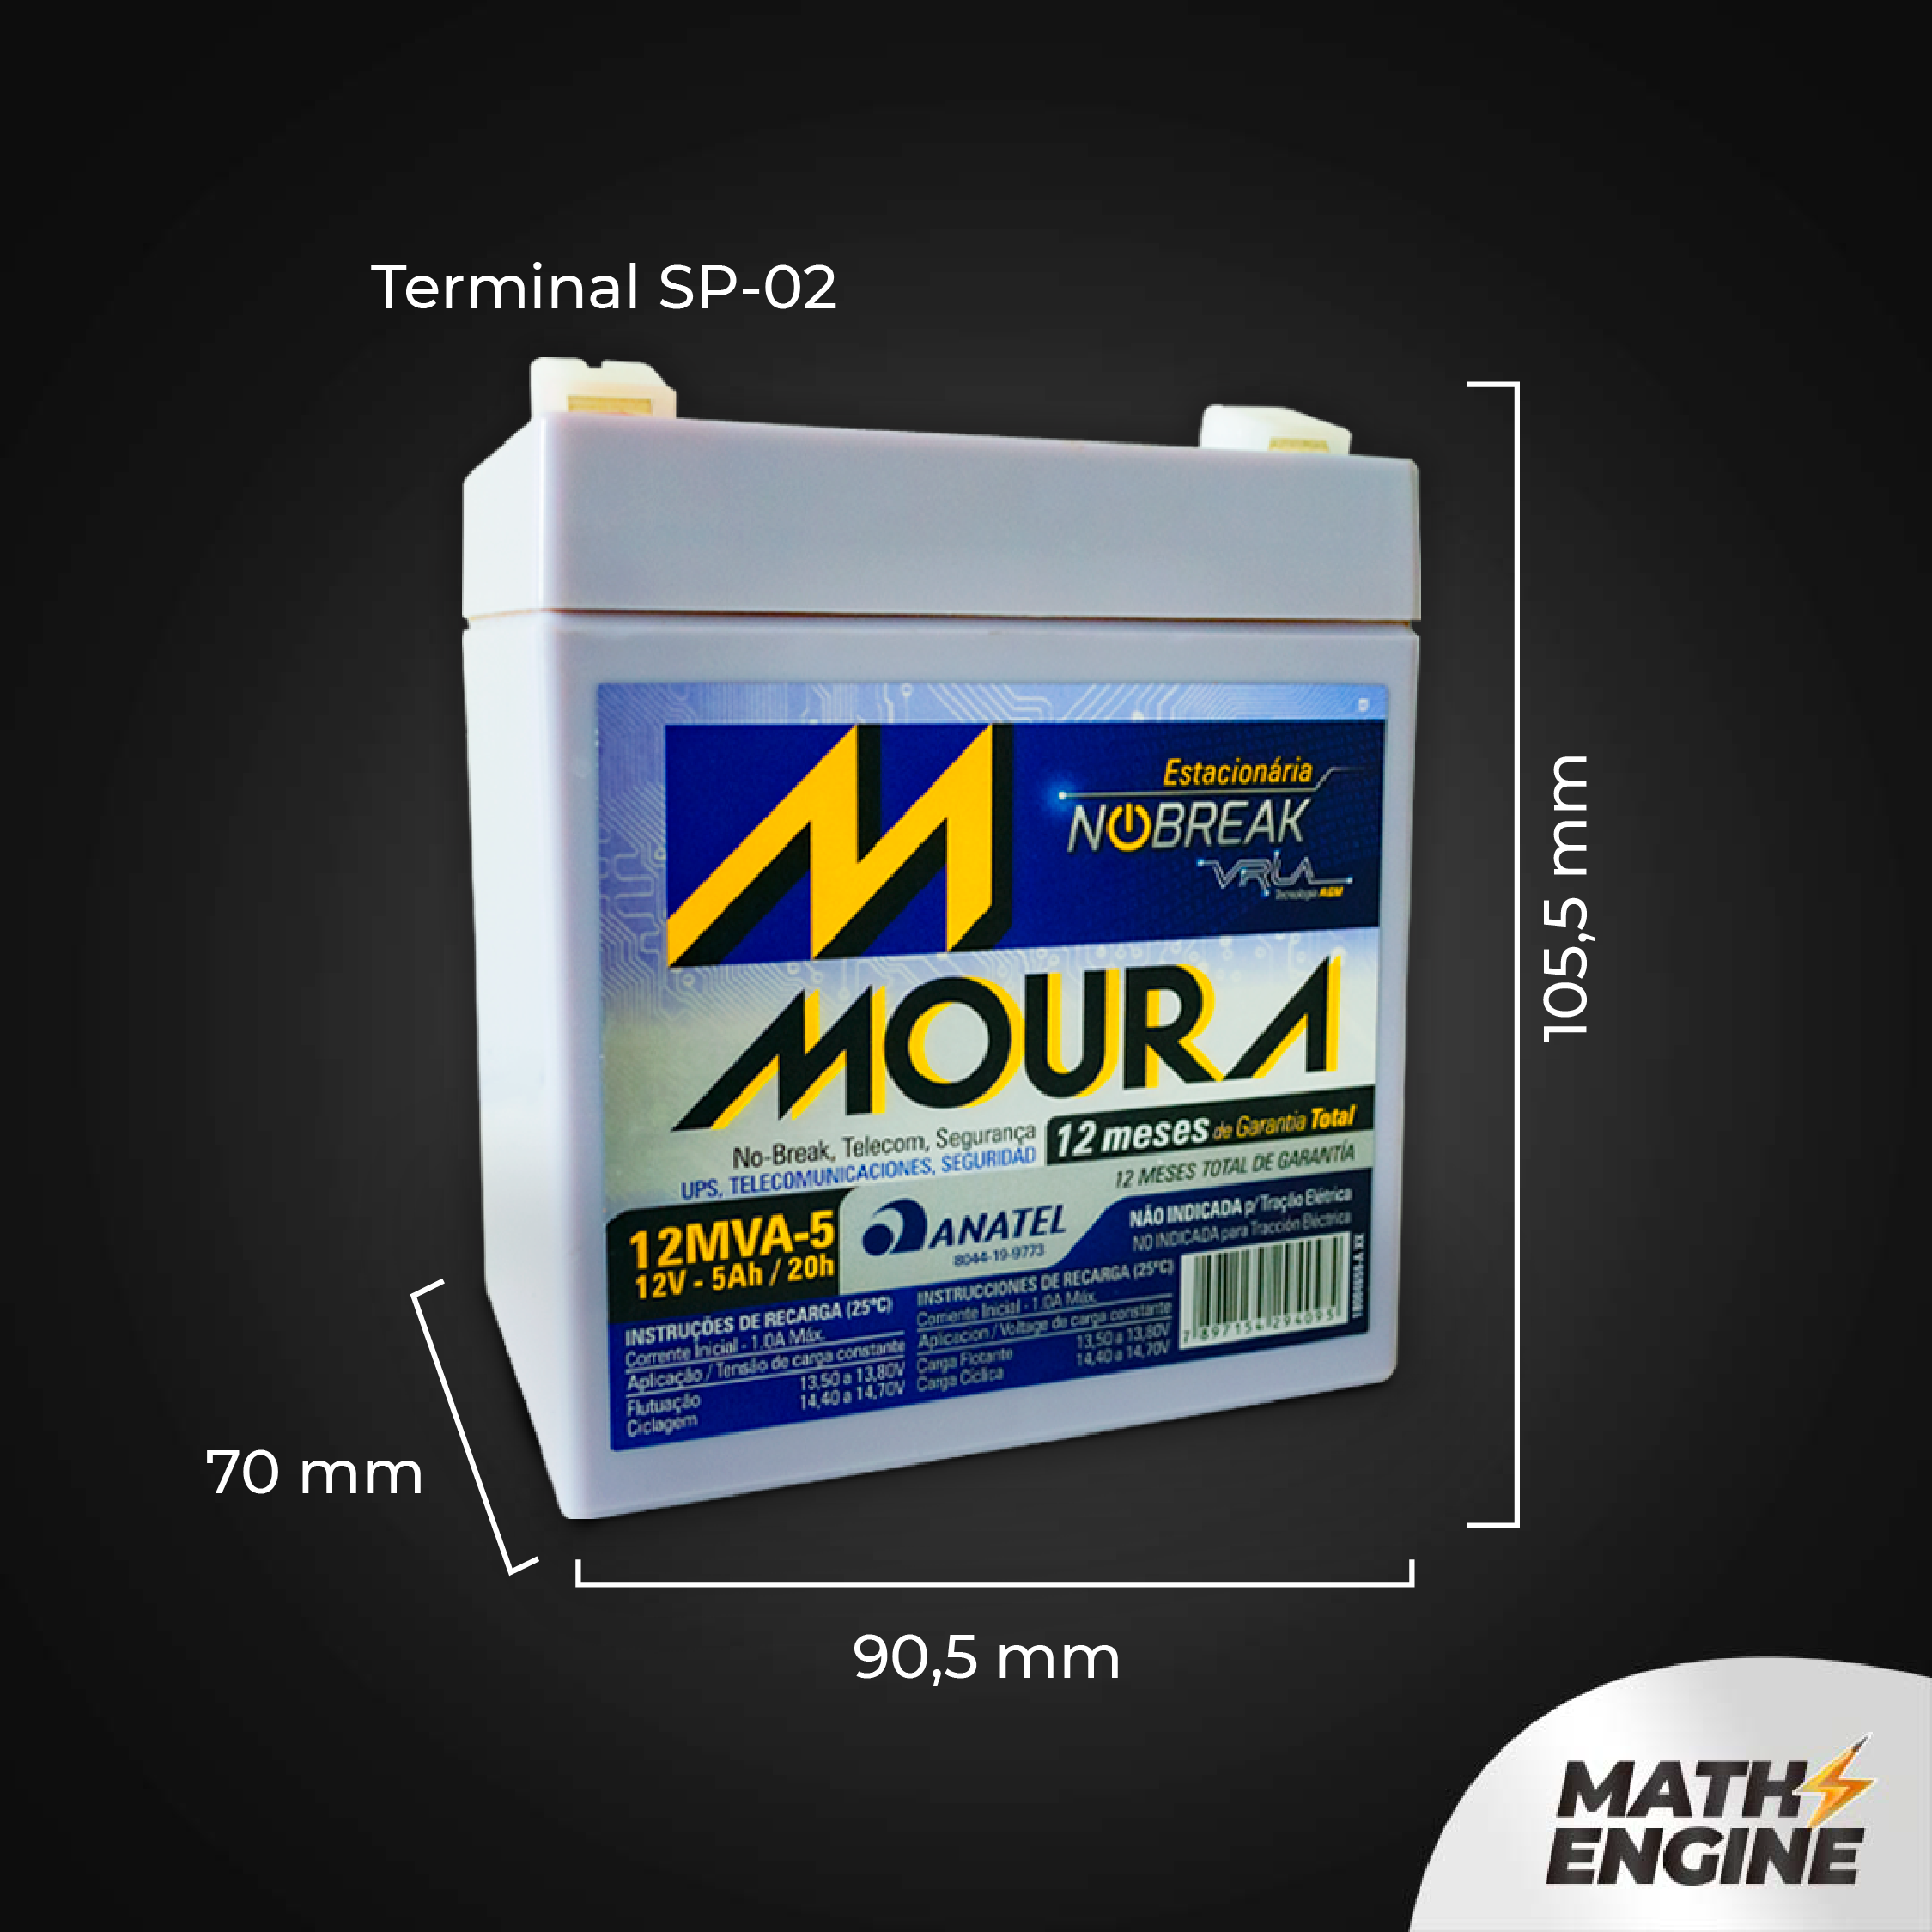 Terminal SP-02
Estacionária
NOBREAK
VRLA
Tecnologia AGM
MOURA
No-Break, Telecom, Segurança
UPS, TELECOMUNICACIONES, SEGURIDAD
12 meses de Garantia Total
12 MESES TOTAL DE GARANTÍA
12MVA-5
12V - 5Ah / 20h
ANATEL
8044-19-9773
NÃO INDICADA p/ Tração Elétrica
NO INDICADA para Tracción Eléctrica
INSTRUÇÕES DE RECARGA (25°C)
Corrente Inicial - 1.0A Máx.
Aplicação / Tensão de carga constante
Flutuação 13,50 a 13,80V
Ciclagem 14,40 a 14,70V
INSTRUCCIONES DE RECARGA (25°C)
Corriente Inicial - 1.0A Máx.
Aplicacion / Voltage de carga constante
Carga Flotante 13,50 a 13,80V
Carga Cíclica 14,40 a 14,70V
7 897154 294095
105,5 mm
70 mm
90,5 mm
MATH
ENGINE